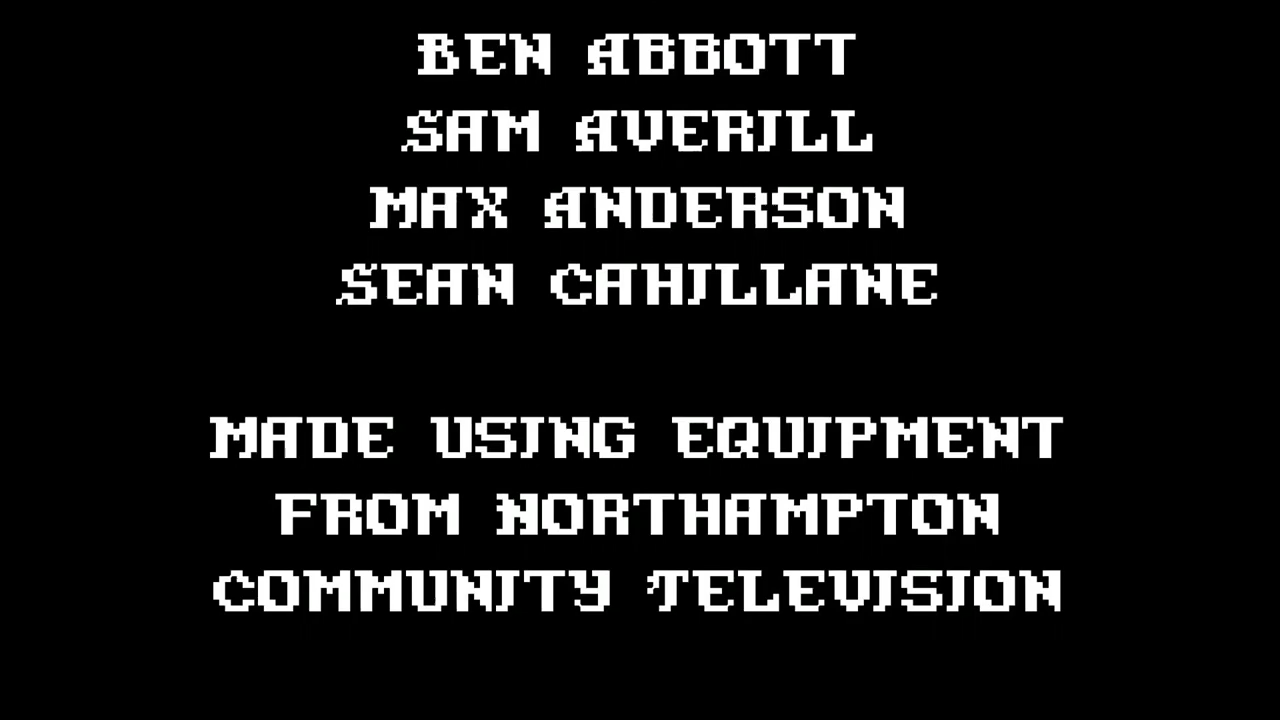 BEN ABBOTT
SAM AVERILL
MAX ANDERSON
SEAN CAHILLANE
MADE USING EQUIPMENT
FROM NORTHAMPTON
COMMUNITY TELEVISION